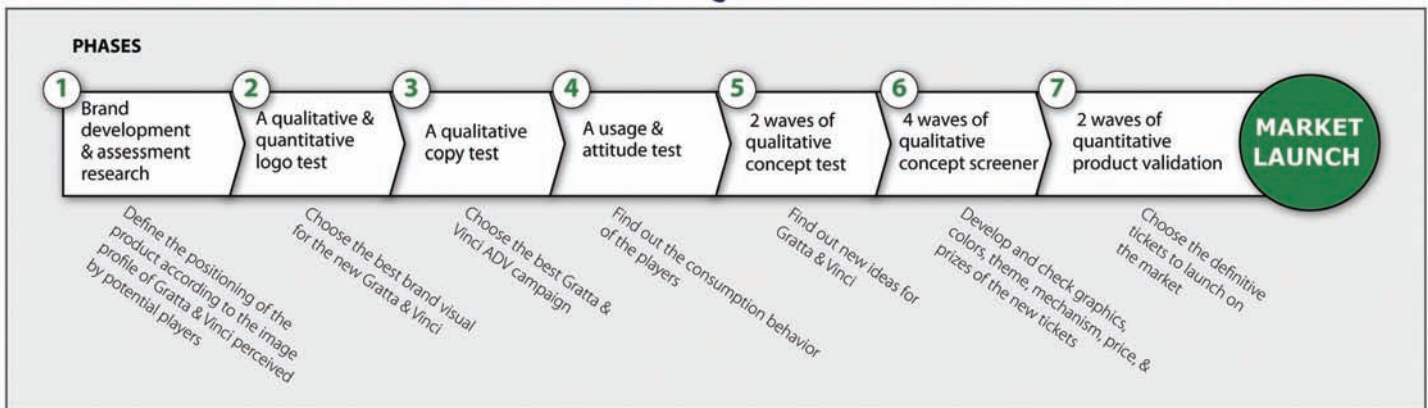 PHASES
1
Brand
development
& assessment
research
2
A qualitative &
quantitative
logo test
3
A qualitative
copy test
4
A usage &
attitude test
5
2 waves of
qualitative
concept test
6
4 waves of
qualitative
concept screener
7
2 waves of
quantitative
product validation
MARKET
LAUNCH
Define the positioning of the
product according to the image
profile of Gratta & Vinci perceived
by potential players
Choose the best brand visual
for the new Gratta & Vinci
Choose the best Gratta &
Vinci ADV campaign
Find out the consumption behavior
of the players
Find out new ideas for
Gratta & Vinci
Develop and check graphics,
colors, theme, mechanism, price, &
prizes of the new tickets
Choose the definitive
tickets to launch on
the market